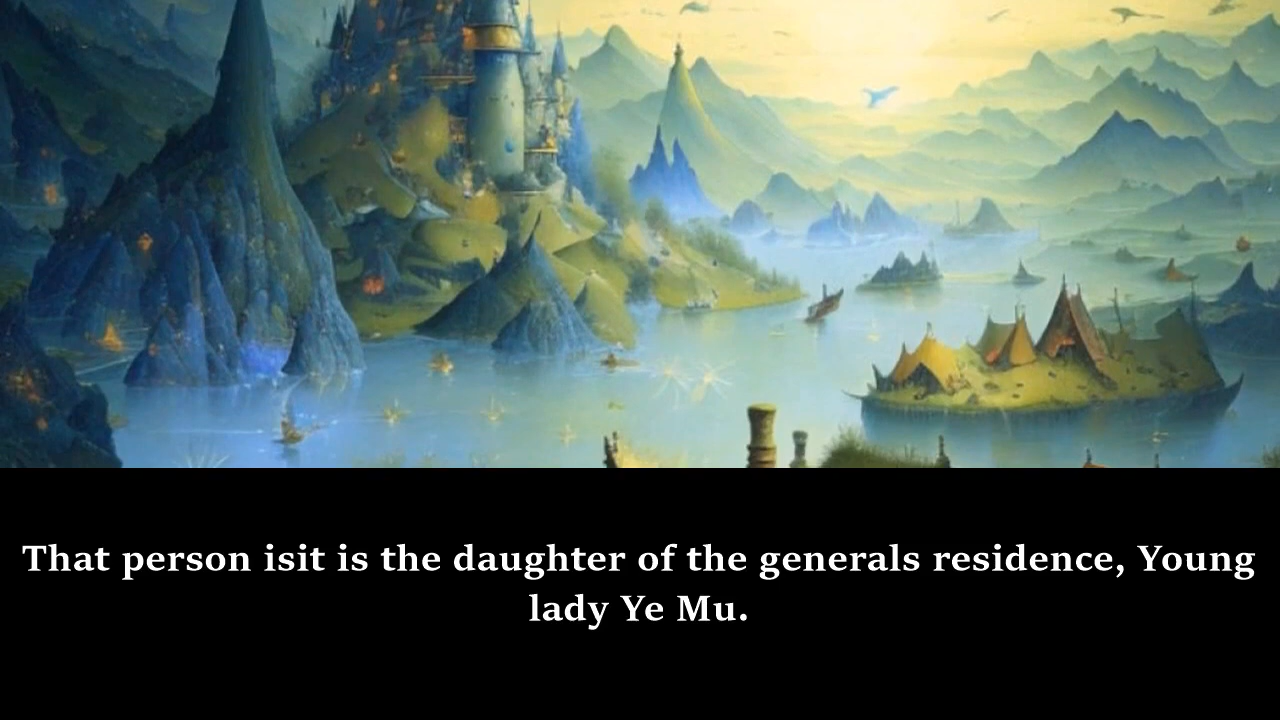 That person isit is the daughter of the generals residence, Young
lady Ye Mu.